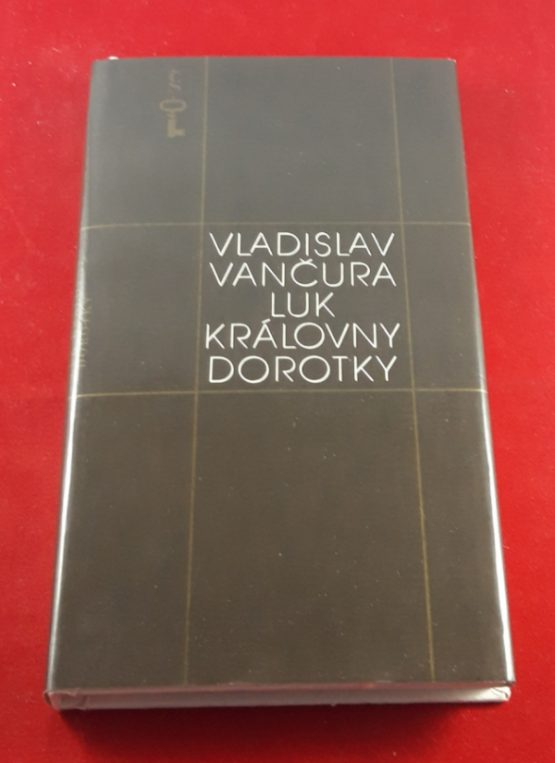 VLADISLAV
VANČURA
LUK
KRÁLOVNY
DOROTKY